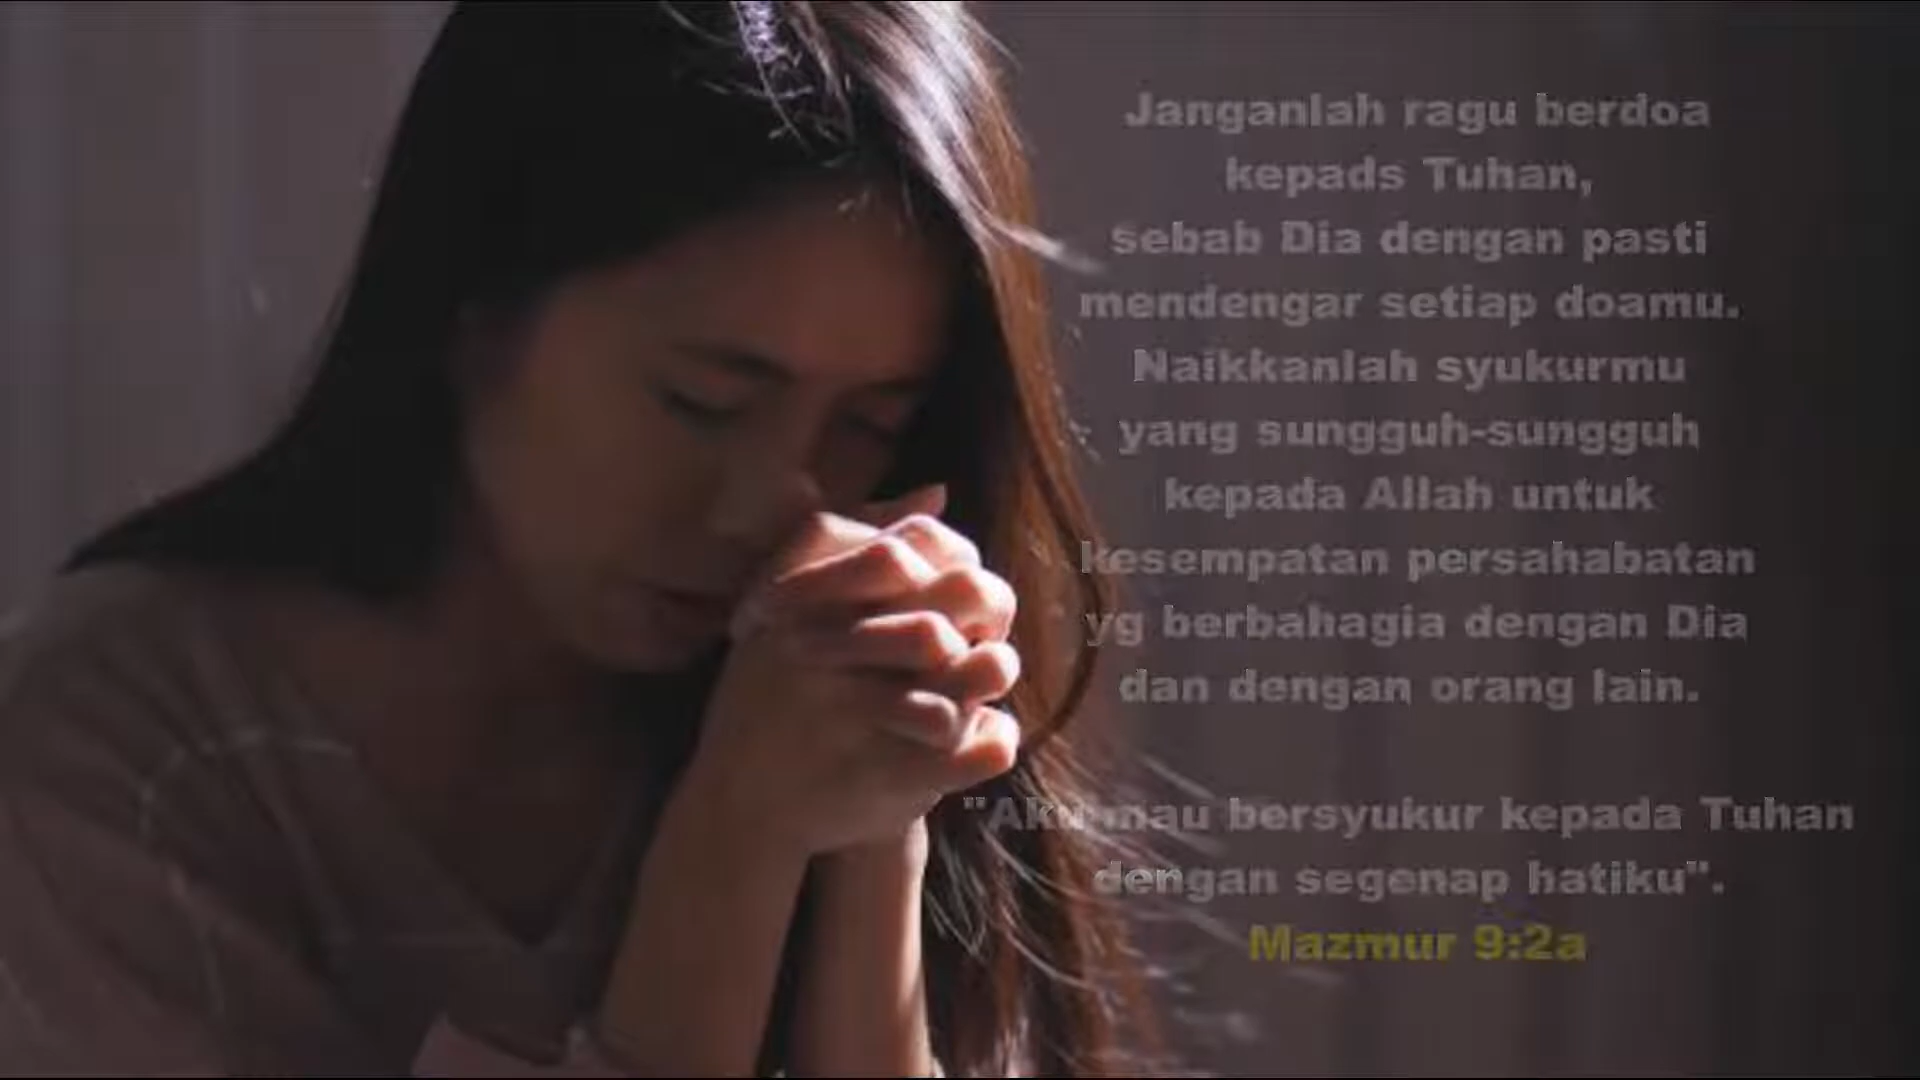 Janganlah ragu berdoa
kepads Tuhan,
sebab Dia dengan pasti
mendengar setiap doamu.
Naikkanlah syukurmu
yang sungguh-sungguh
kepada Allah untuk
kesempatan persahabatan
yg berbahagia dengan Dia
dan dengan orang lain.
"Aku mau bersyukur kepada Tuhan
dengan segenap hatiku".
Mazmur 9:2a